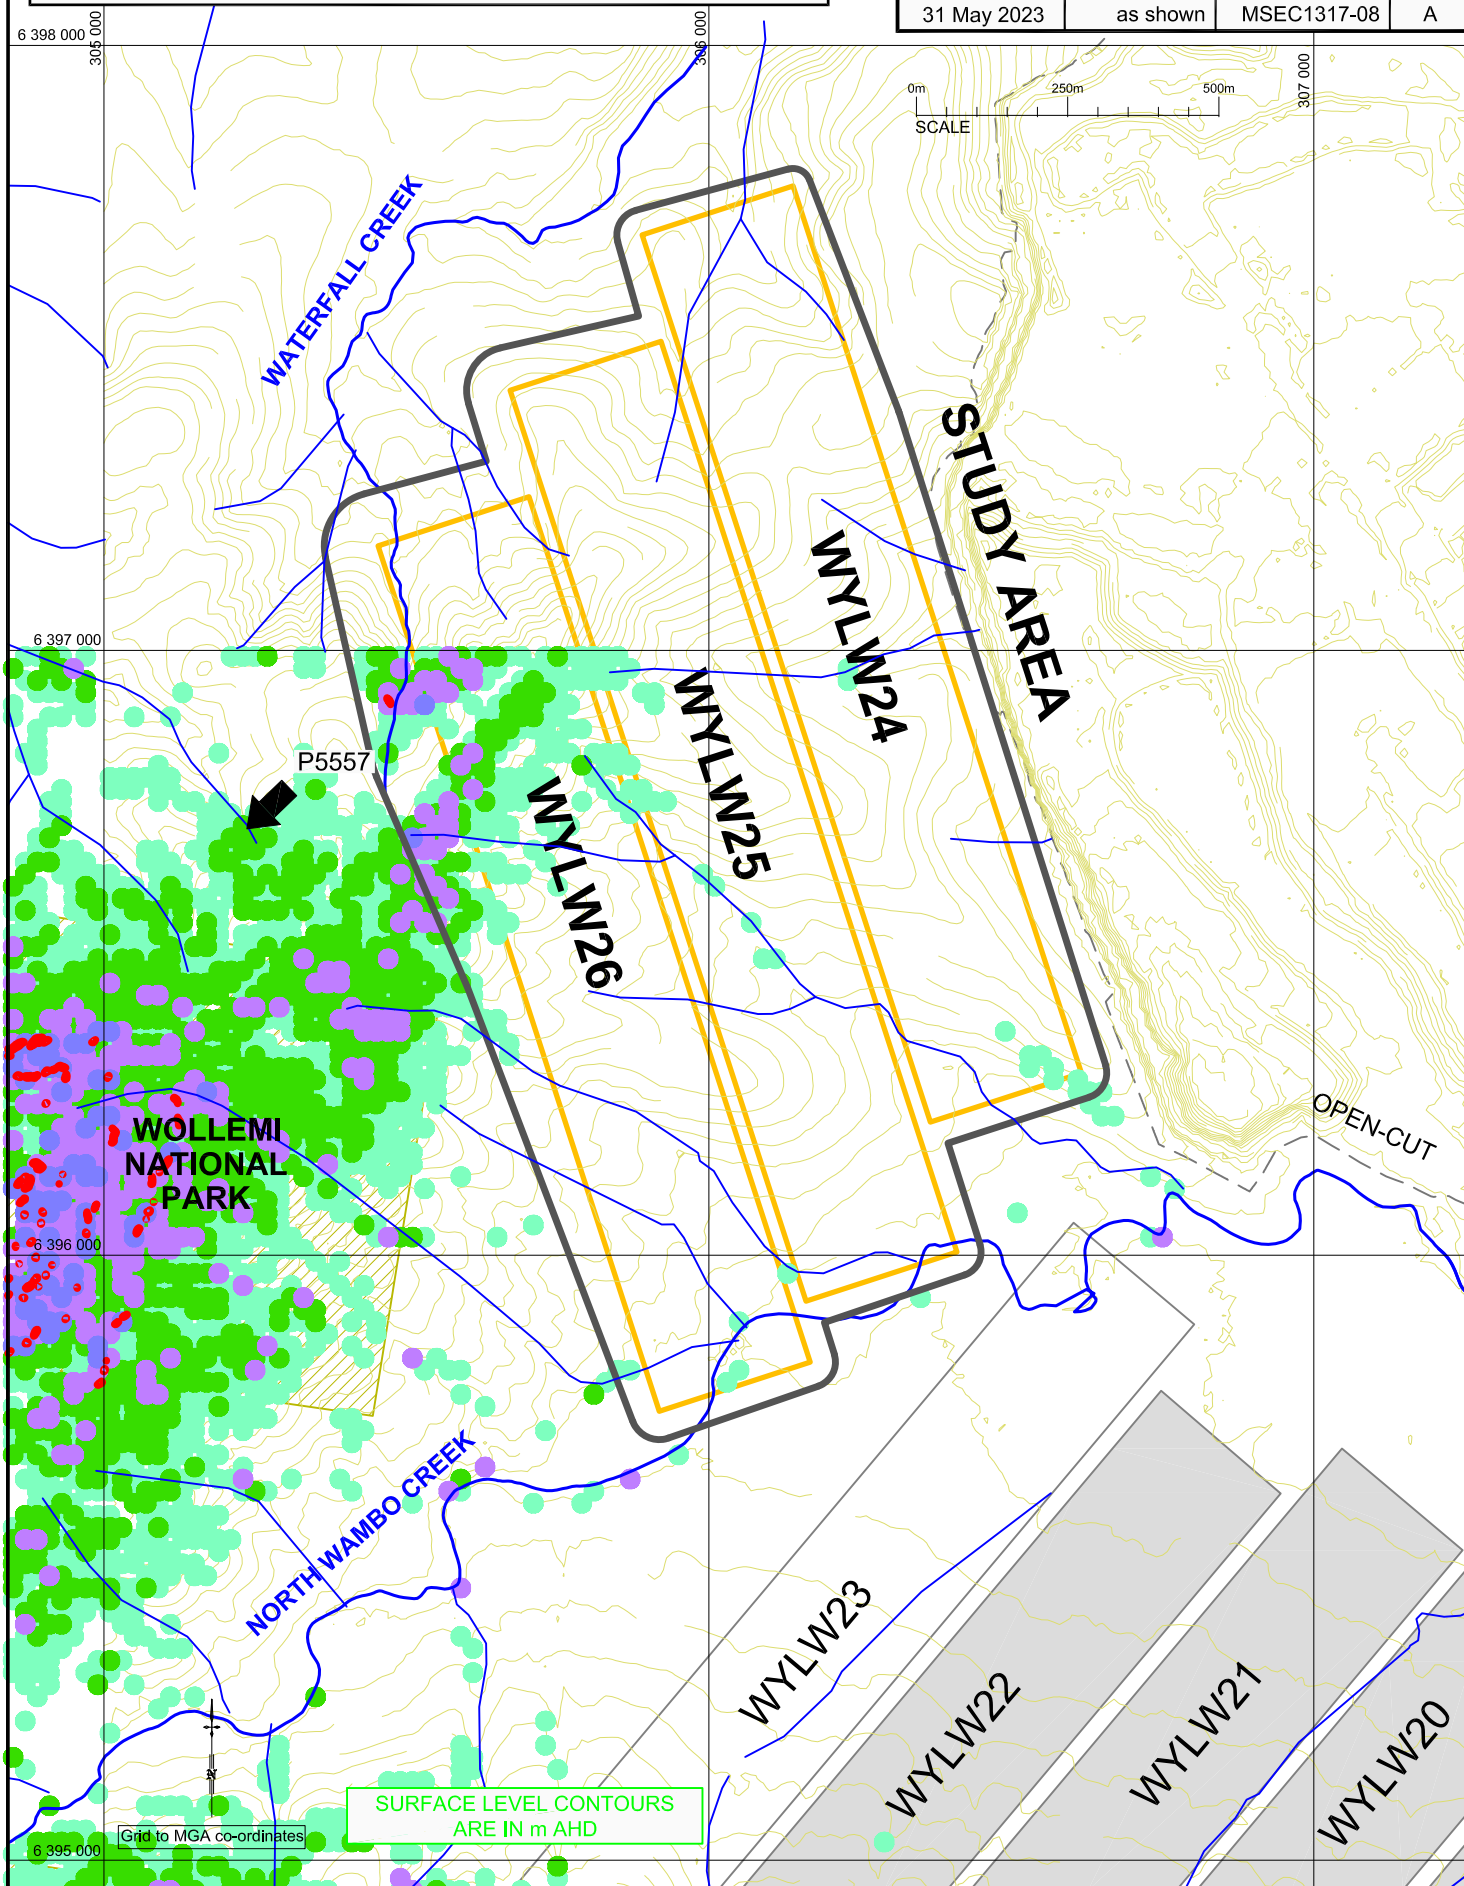 31 May 2023
as shown
MSEC1317-08
A
6 398 000
305 000
306 000
307 000
0m
250m
500m
SCALE
WATERFALL CREEK
STUDY AREA
WYLW24
6 397 000
WYLW25
P5557
WYLW26
WOLLEMI
NATIONAL
PARK
OPEN-CUT
6 396 000
NORTH WAMBO CREEK
WYLW23
WYLW22
WYLW21
WYLW20
N
SURFACE LEVEL CONTOURS
ARE IN m AHD
Grid to MGA co-ordinates
6 395 000